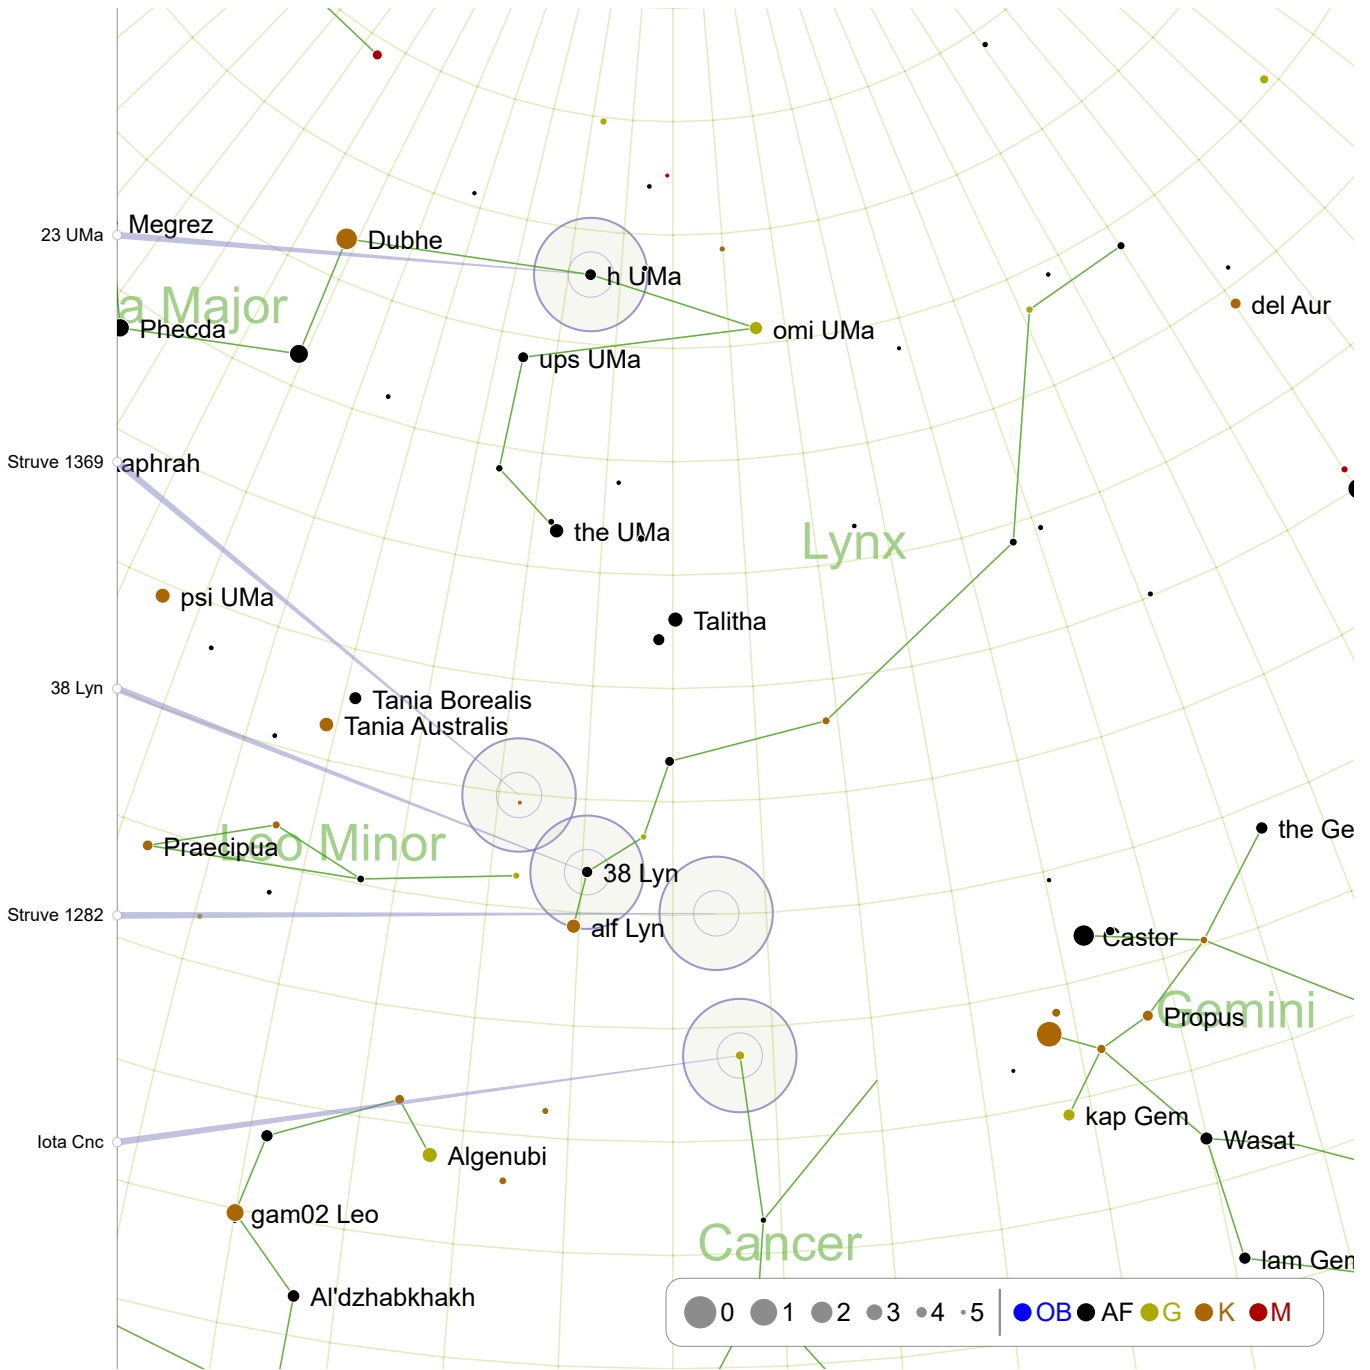 Megrez
23 UMa
Dubhe
h UMa
a Major
del Aur
Phecda
omi UMa
ups UMa
Struve 1369
aphrah
the UMa
Lynx
psi UMa
Talitha
38 Lyn
Tania Borealis
Tania Australis
the Ge
Leo Minor
Praecipua
38 Lyn
Struve 1282
alf Lyn
Castor
Gemini
Propus
kap Gem
Iota Cnc
Wasat
Algenubi
gam02 Leo
Cancer
lam Gem
Al'dzhabkhakh
0 1 2 3 4 5 OB AF G K M